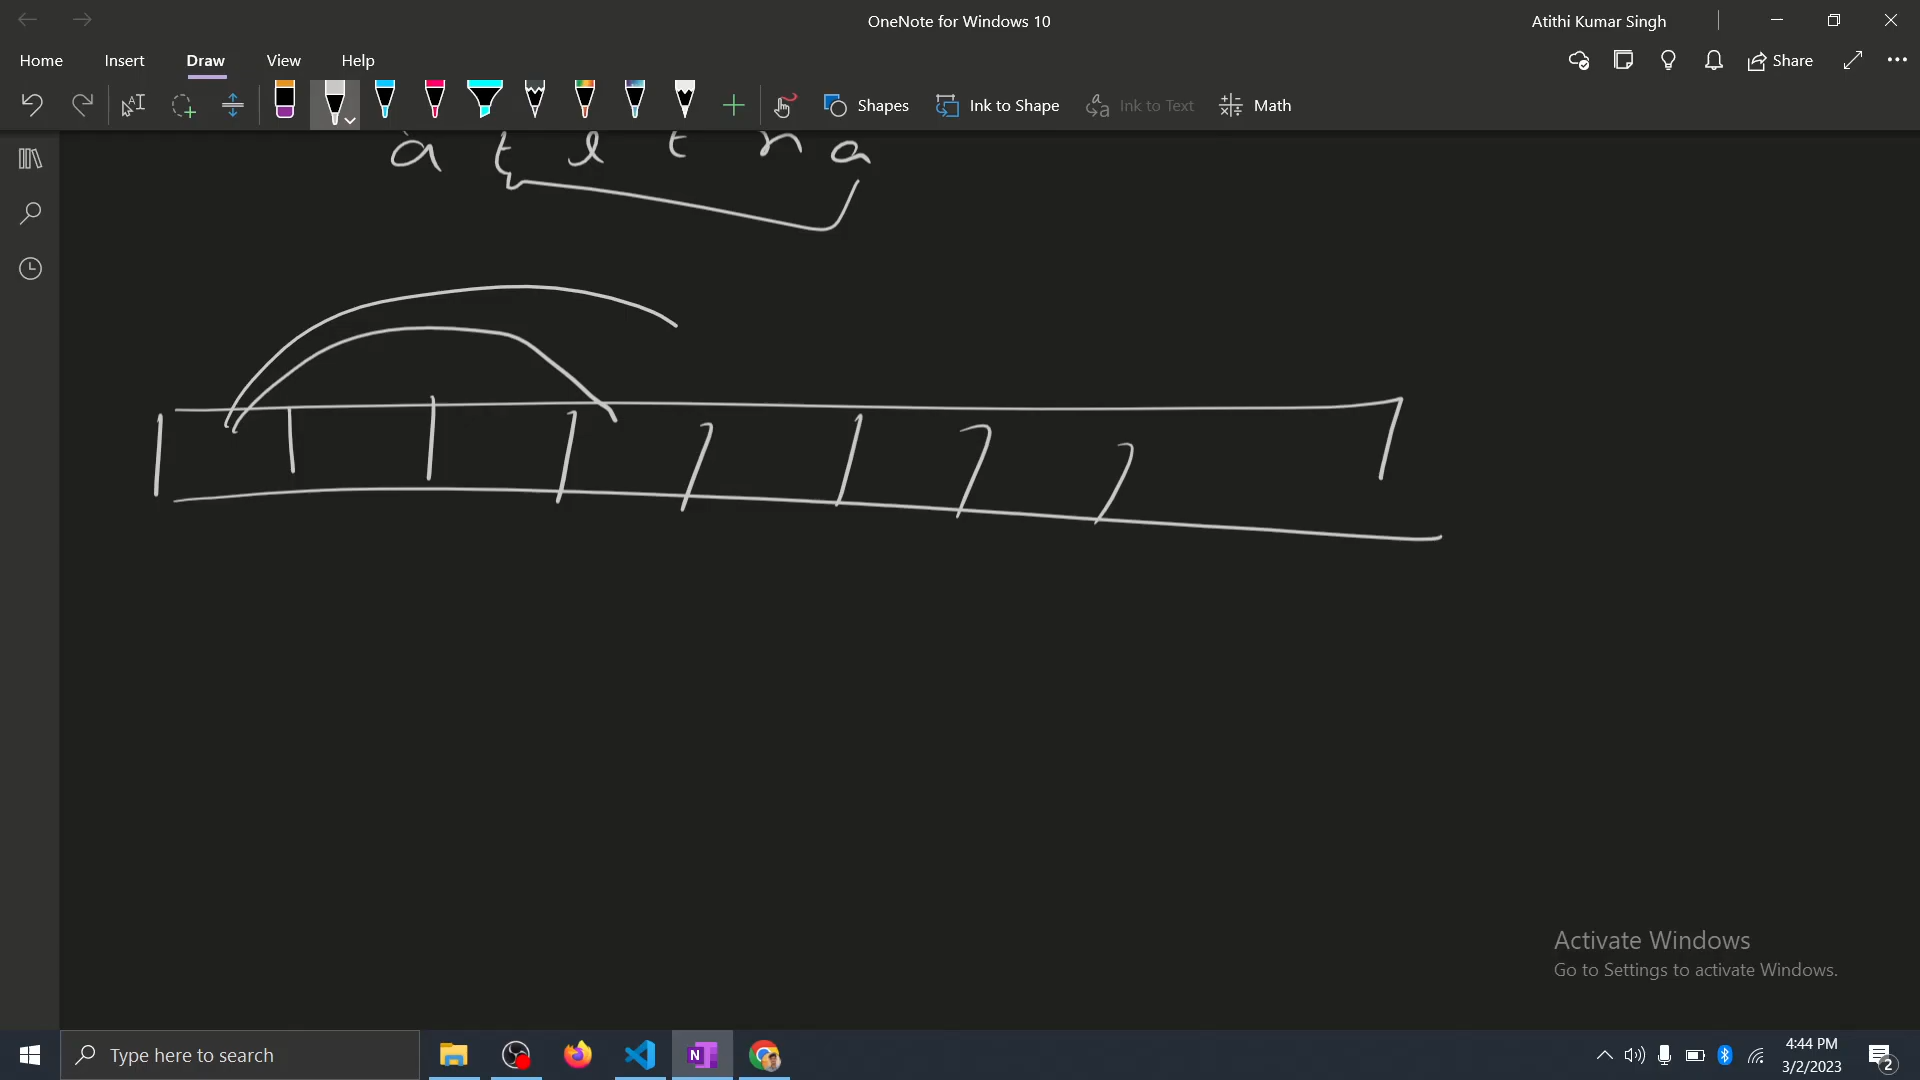 OneNote for Windows 10
Atithi Kumar Singh
Home Insert Draw View Help
Share
Shapes
Ink to Shape
Ink to Text
Math
a t l t n a
Activate Windows
Go to Settings to activate Windows.
Type here to search
4:44 PM
3/2/2023
2